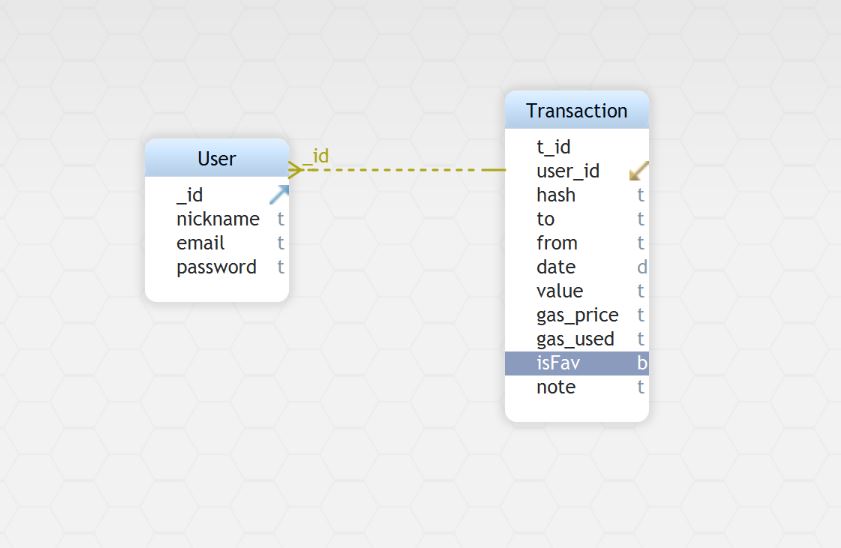 User
_id
nickname t
email t
password t
_id
Transaction
t_id
user_id
hash t
to t
from t
date d
value t
gas_price t
gas_used t
isFav b
note t